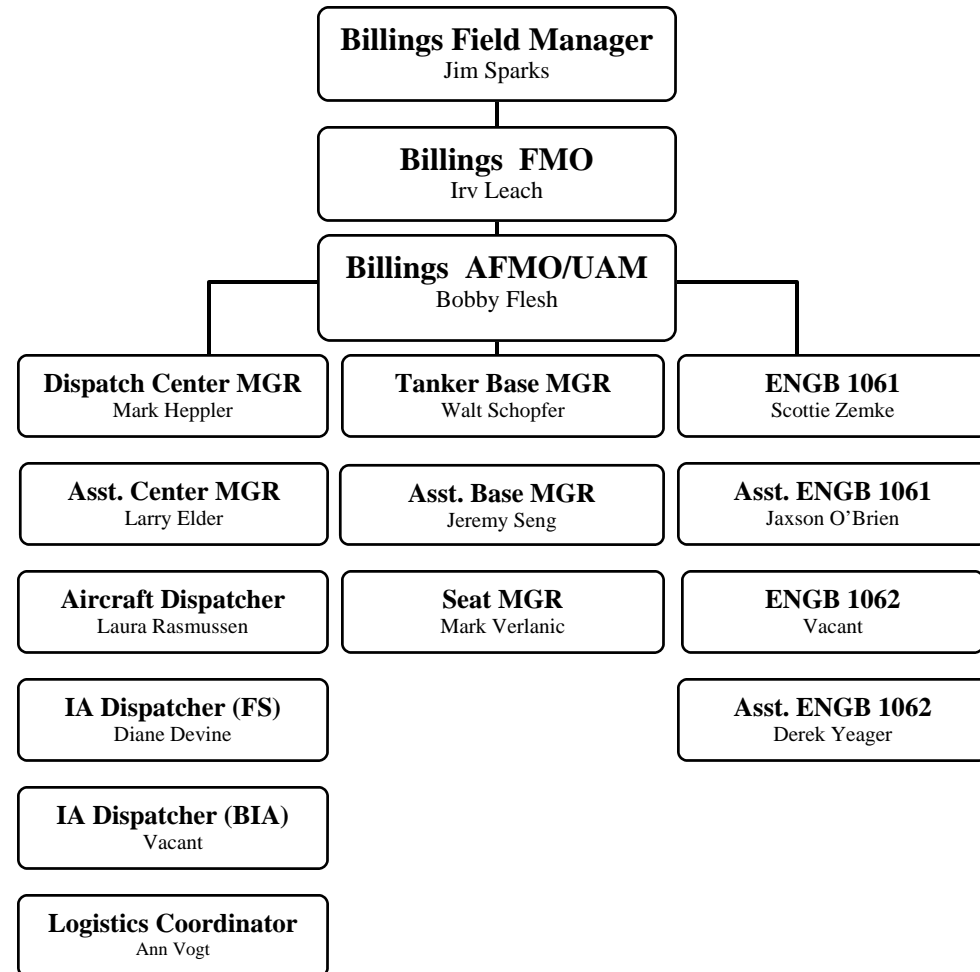 Billings Field Manager
Jim Sparks
Billings FMO
Irv Leach
Billings AFMO/UAM
Bobby Flesh
Dispatch Center MGR
Mark Heppler
Asst. Center MGR
Larry Elder
Aircraft Dispatcher
Laura Rasmussen
IA Dispatcher (FS)
Diane Devine
IA Dispatcher (BIA)
Vacant
Logistics Coordinator
Ann Vogt
Tanker Base MGR
Walt Schopfer
Asst. Base MGR
Jeremy Seng
Seat MGR
Mark Verlanic
ENGB 1061
Scottie Zemke
Asst. ENGB 1061
Jaxson O’Brien
ENGB 1062
Vacant
Asst. ENGB 1062
Derek Yeager